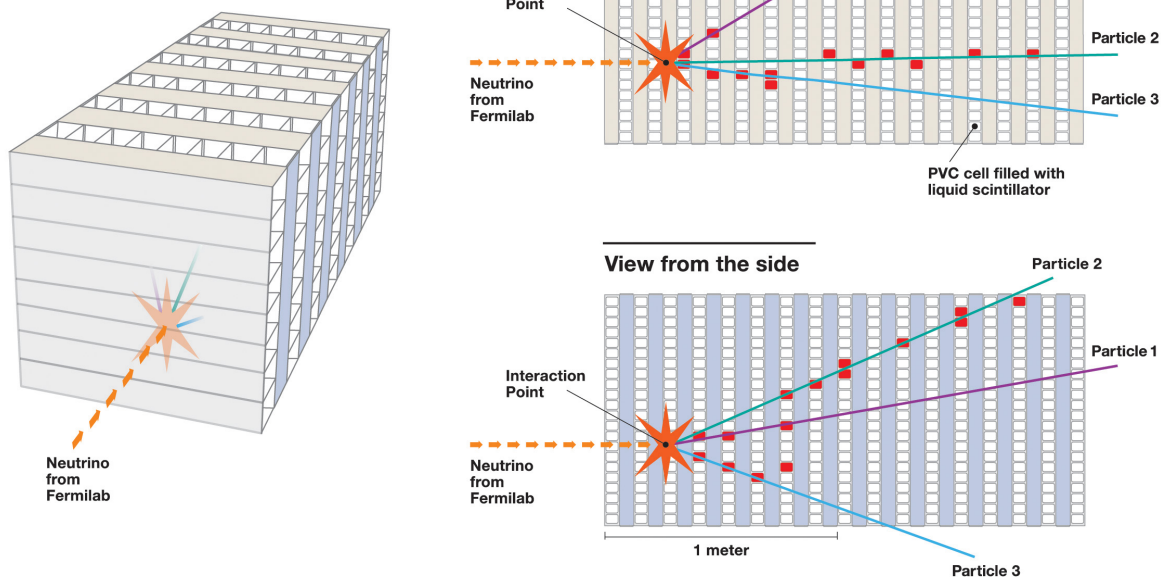 Point
Particle 2
Neutrino
from
Fermilab
Particle 3
PVC cell filled with
liquid scintillator
View from the side
Particle 2
Particle 1
Interaction
Point
Neutrino
from
Fermilab
Neutrino
from
Fermilab
1 meter
Particle 3